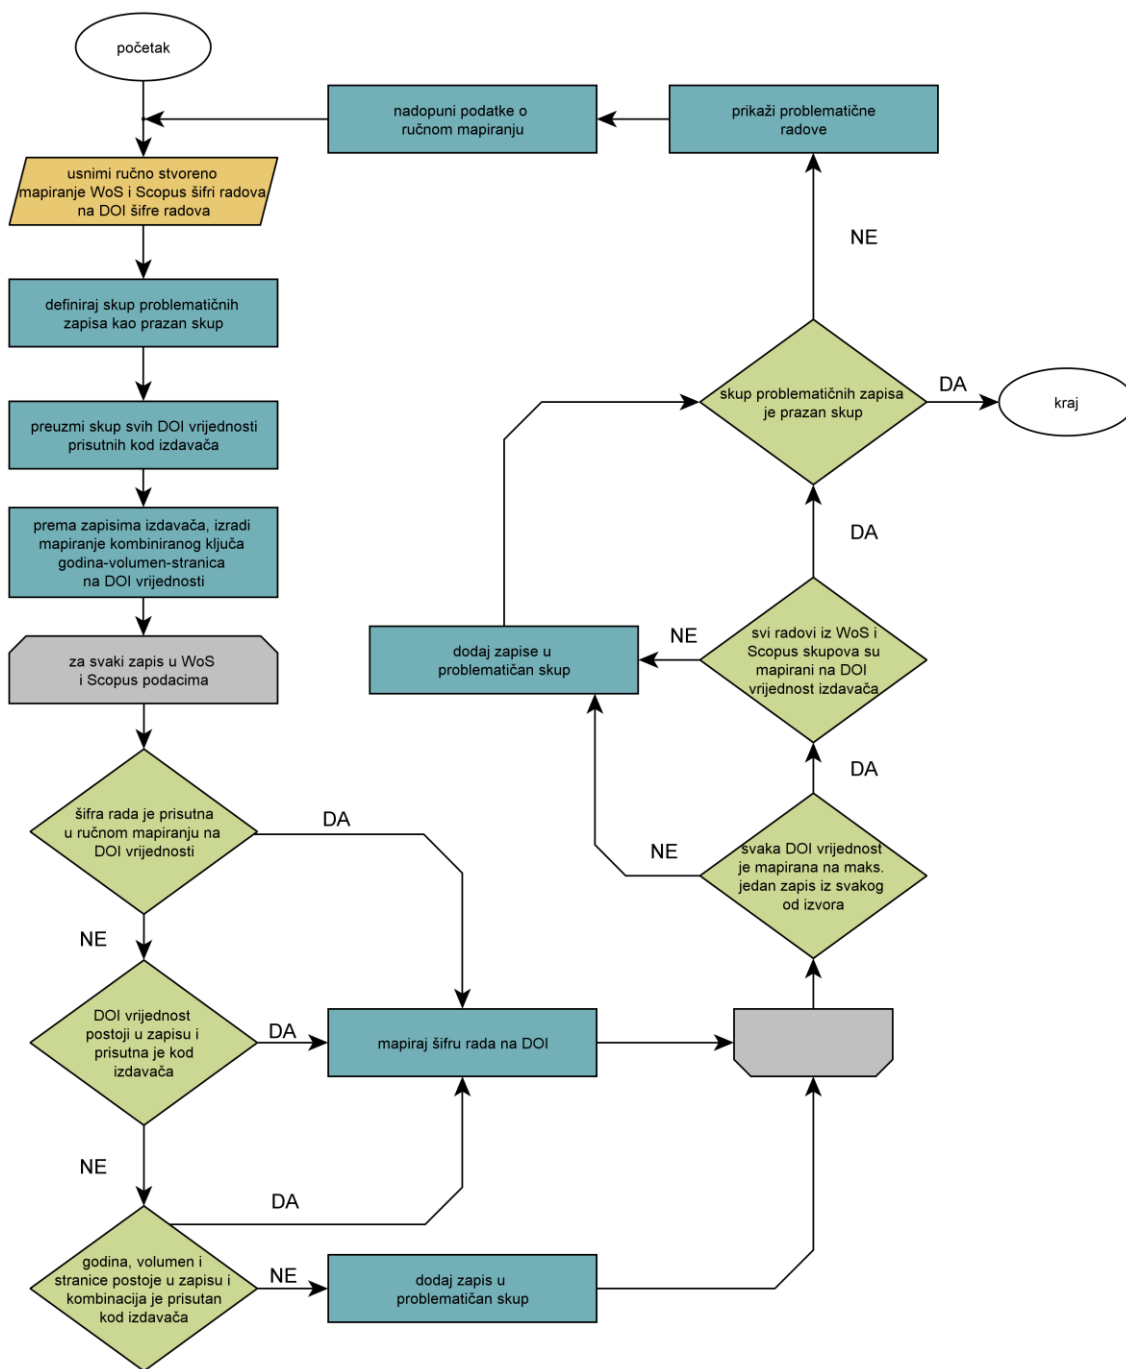 početak
nadopuni podatke o
ručnom mapiranju
prikaži problematične
radove
usnimi ručno stvoreno
mapiranje WoS i Scopus šifri radova
na DOI šifre radova
NE
definiraj skup problematičnih
zapisa kao prazan skup
skup problematičnih zapisa
je prazan skup
DA
kraj
preuzmi skup svih DOI vrijednosti
prisutnih kod izdavača
prema zapisima izdavača, izradi
mapiranje kombiniranog ključa
godina-volumen-stranica
na DOI vrijednosti
DA
za svaki zapis u WoS
i Scopus podacima
dodaj zapise u
problematičan skup
NE
svi radovi iz WoS i
Scopus skupova su
mapirani na DOI
vrijednost izdavača
DA
šifra rada je prisutna
u ručnom mapiranju na
DOI vrijednosti
DA
NE
svaka DOI vrijednost
je mapirana na maks.
jedan zapis iz svakog
od izvora
NE
DOI vrijednost
postoji u zapisu i
prisutna je kod
izdavača
DA
mapiraj šifru rada na DOI
NE
DA
godina, volumen i
stranice postoje u zapisu i
kombinacija je prisutan
kod izdavača
NE
dodaj zapis u
problematičan skup